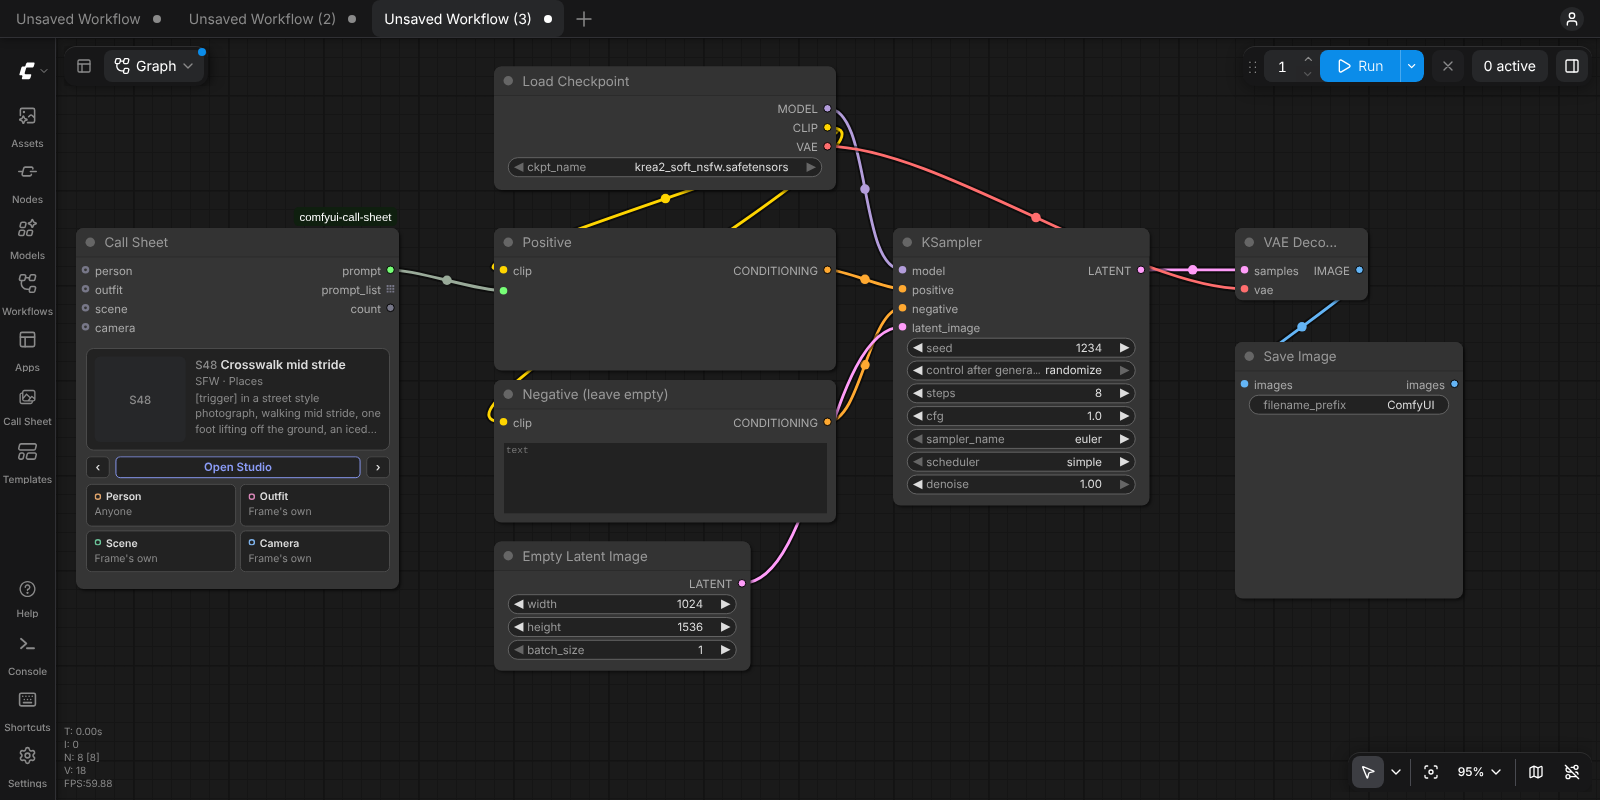 Unsaved Workflow
Unsaved Workflow (2)
Unsaved Workflow (3)
Graph
1
Run
0 active
Assets
Nodes
Models
Workflows
Apps
Call Sheet
Templates
Help
Console
Shortcuts
Settings
Load Checkpoint
MODEL
CLIP
VAE
ckpt_name krea2_soft_nsfw.safetensors
comfyui-call-sheet
Call Sheet
person prompt
outfit prompt_list
scene count
camera
S48
S48 Crosswalk mid stride
SFW · Places
[trigger] in a street style
photograph, walking mid stride, one
foot lifting off the ground, an iced...
Open Studio
Person
Anyone
Outfit
Frame's own
Scene
Frame's own
Camera
Frame's own
Positive
clip CONDITIONING
Negative (leave empty)
clip CONDITIONING
text
Empty Latent Image
LATENT
width 1024
height 1536
batch_size 1
KSampler
model LATENT
positive
negative
latent_image
seed 1234
control after genera... randomize
steps 8
cfg 1.0
sampler_name euler
scheduler simple
denoise 1.00
VAE Deco...
samples IMAGE
vae
Save Image
images images
filename_prefix ComfyUI
T: 0.00s
I: 0
N: 8 [8]
V: 18
FPS:59.88
95%